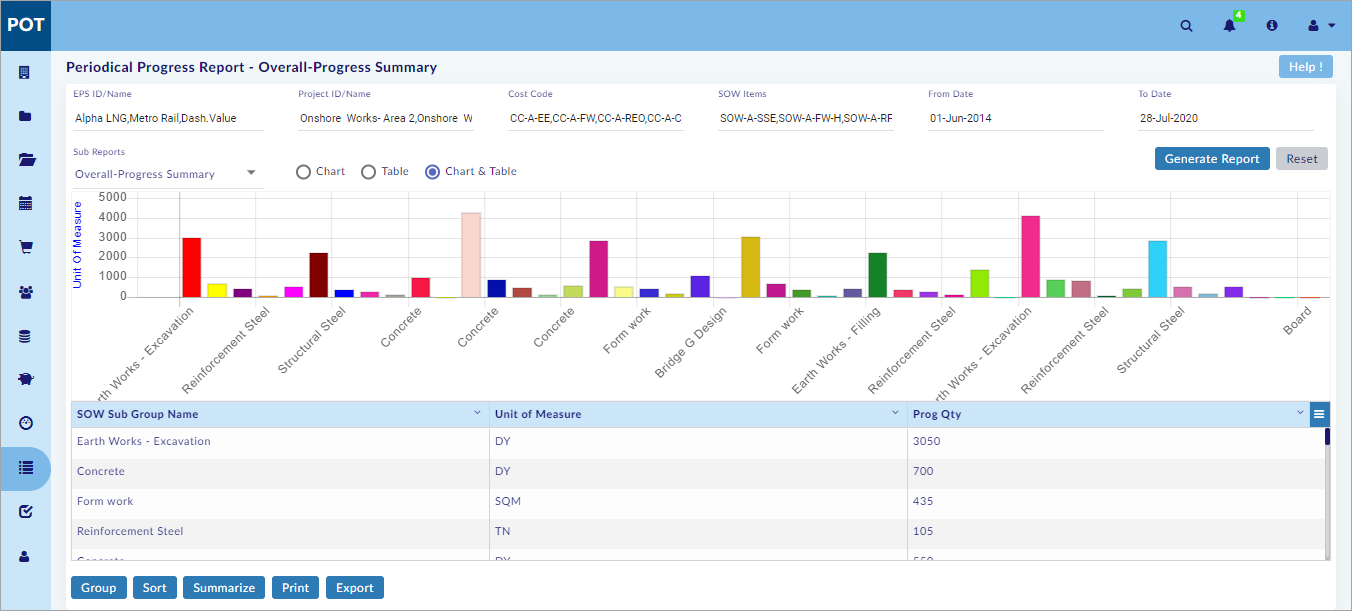 POT
4
Periodical Progress Report - Overall-Progress Summary
Help !
EPS ID/Name
Project ID/Name
Cost Code
SOW Items
From Date
To Date
Alpha LNG,Metro Rail,Dash.Value
Onshore Works- Area 2,Onshore W
CC-A-EE,CC-A-FW,CC-A-REO,CC-A-C
SOW-A-SSE,SOW-A-FW-H,SOW-A-RF
01-Jun-2014
28-Jul-2020
Sub Reports
Overall-Progress Summary
Chart
Table
Chart & Table
Generate Report
Reset
Unit Of Measure
5000
4000
3000
2000
1000
0
rth Works - Excavation
Reinforcement Steel
Structural Steel
Concrete
Concrete
Concrete
Form work
Bridge G Design
Form work
Earth Works - Filling
Reinforcement Steel
rth Works - Excavation
Reinforcement Steel
Structural Steel
Board
SOW Sub Group Name
Unit of Measure
Prog Qty
Earth Works - Excavation
DY
3050
Concrete
DY
700
Form work
SQM
435
Reinforcement Steel
TN
105
Concrete
DY
550
Group
Sort
Summarize
Print
Export